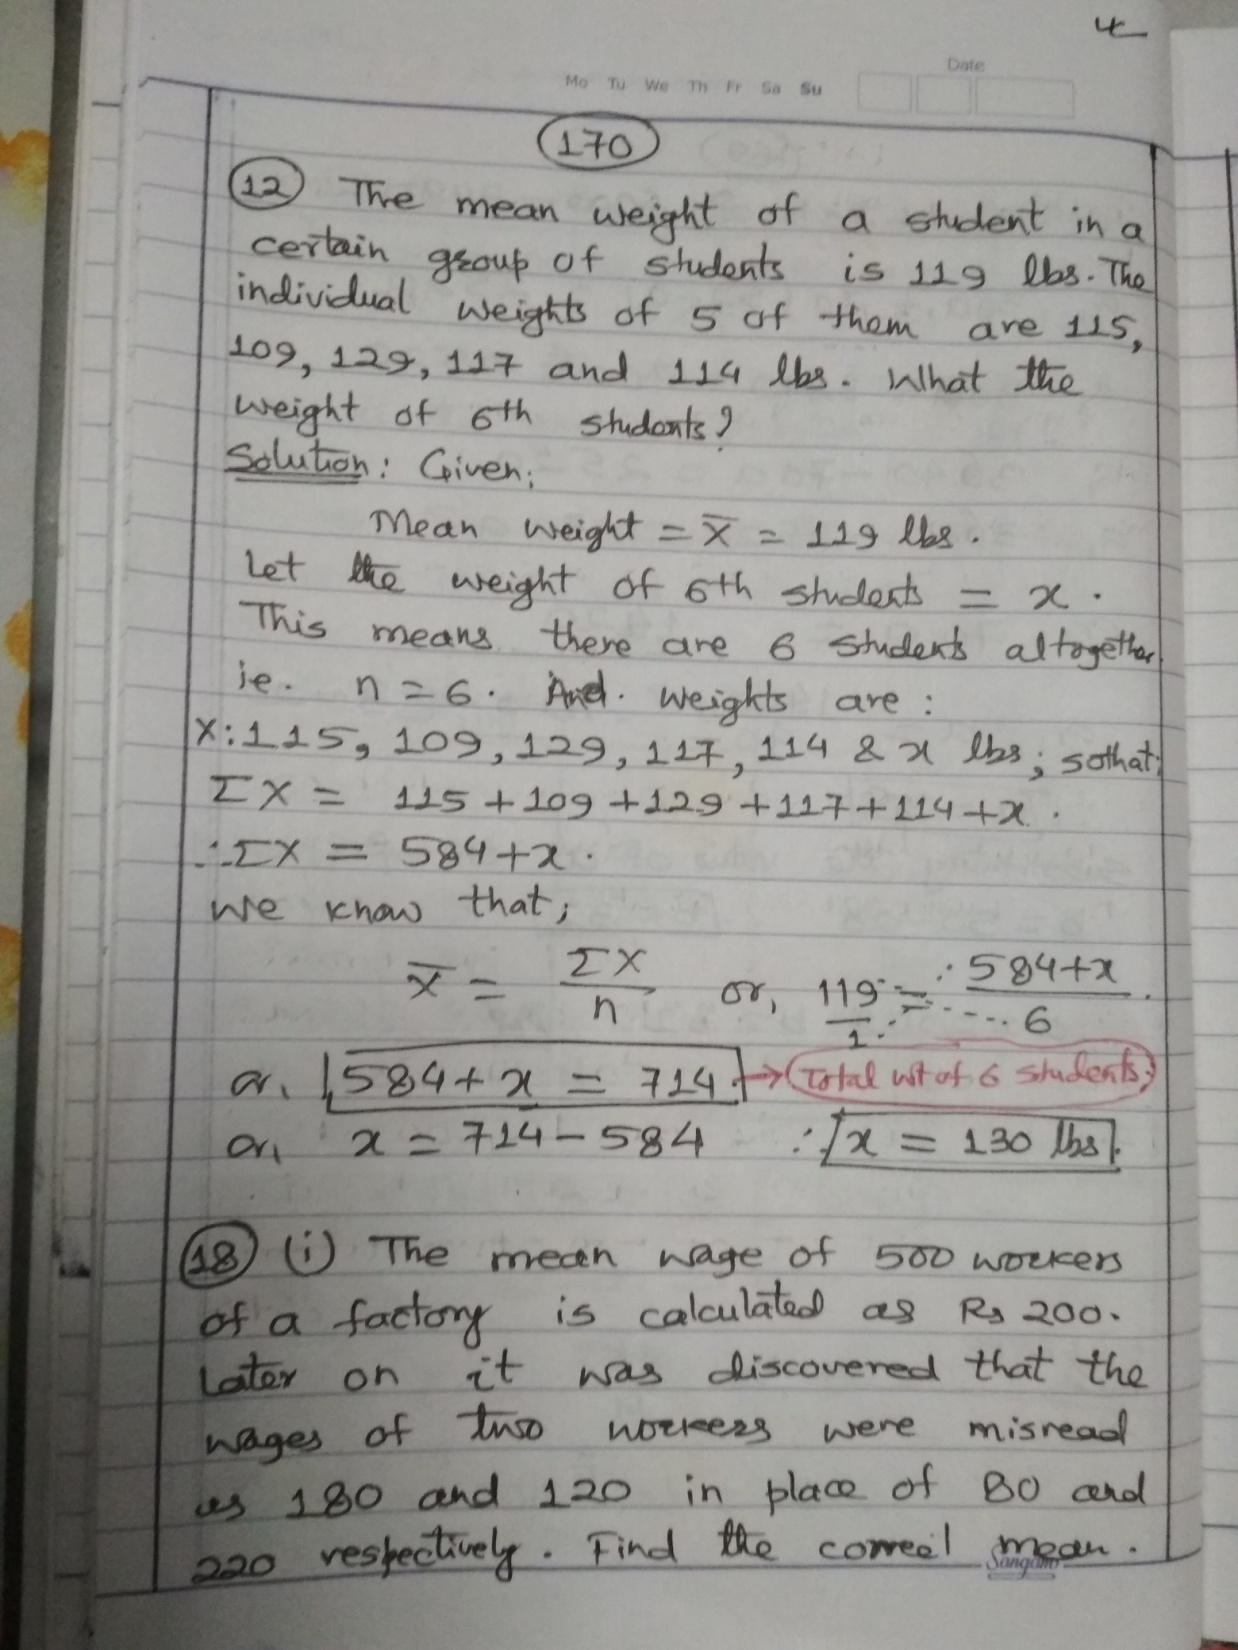 Date
Mo Tu We Th Fr Sa Su
170
12 The mean weight of a student in a
certain group of students is 119 lbs. The
individual weights of 5 of them are 115,
109, 129, 117 and 114 lbs. What the
weight of 6th students?
Solution: Given;
Mean weight = X̄ = 119 lbs.
Let the weight of 6th students = x.
This means there are 6 students altogether
ie. n = 6. And. weights are :
X: 115, 109, 129, 117, 114 & x lbs; so that;
ΣX = 115 + 109 + 129 + 117 + 114 + x.
∴ ΣX = 584 + x.
We know that;
X̄ = ΣX / n or, 119 / 1 = 584 + x / 6
or, 584 + x = 714 → Total wt of 6 students;
or, x = 714 - 584 ∴ x = 130 lbs.
18 (i) The mean wage of 500 workers
of a factory is calculated as Rs 200.
Later on it was discovered that the
wages of two workers were misread
as 180 and 120 in place of 80 and
220 respectively. Find the correct mean.